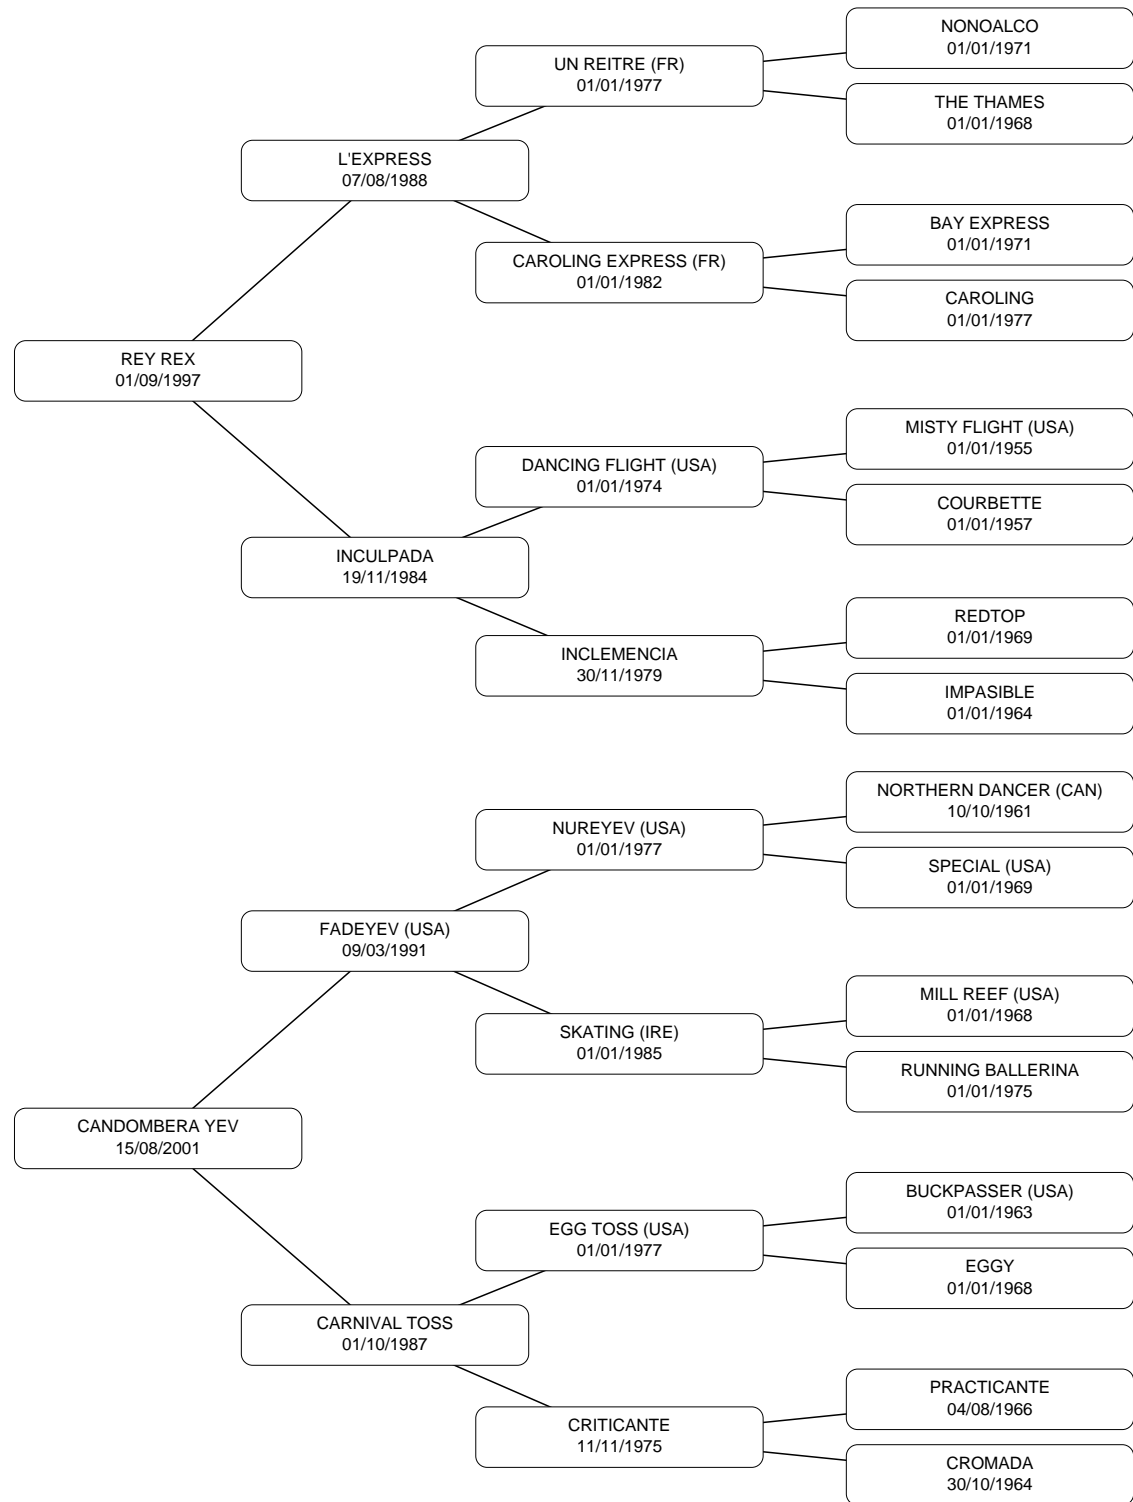 NONOALCO
01/01/1971
UN REITRE (FR)
01/01/1977
THE THAMES
01/01/1968
L'EXPRESS
07/08/1988
BAY EXPRESS
01/01/1971
CAROLING EXPRESS (FR)
01/01/1982
CAROLING
01/01/1977
REY REX
01/09/1997
MISTY FLIGHT (USA)
01/01/1955
DANCING FLIGHT (USA)
01/01/1974
COURBETTE
01/01/1957
INCULPADA
19/11/1984
REDTOP
01/01/1969
INCLEMENCIA
30/11/1979
IMPASIBLE
01/01/1964
NORTHERN DANCER (CAN)
10/10/1961
NUREYEV (USA)
01/01/1977
SPECIAL (USA)
01/01/1969
FADEYEV (USA)
09/03/1991
MILL REEF (USA)
01/01/1968
SKATING (IRE)
01/01/1985
RUNNING BALLERINA
01/01/1975
CANDOMBERA YEV
15/08/2001
BUCKPASSER (USA)
01/01/1963
EGG TOSS (USA)
01/01/1977
EGGY
01/01/1968
CARNIVAL TOSS
01/10/1987
PRACTICANTE
04/08/1966
CRITICANTE
11/11/1975
CROMADA
30/10/1964